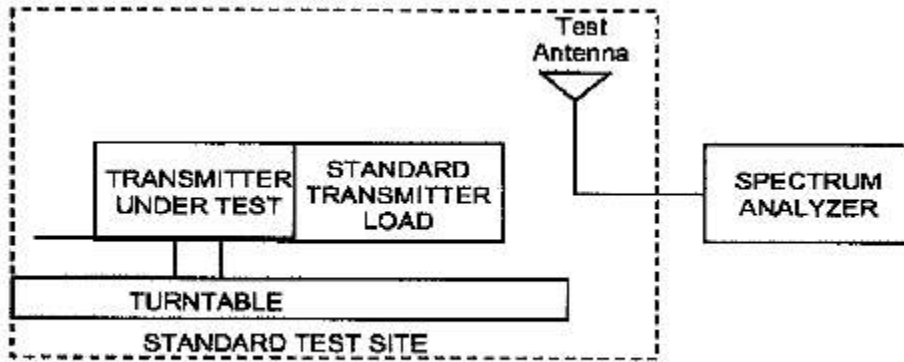 Test
Antenna
TRANSMITTER
UNDER TEST
STANDARD
TRANSMITTER
LOAD
SPECTRUM
ANALYZER
TURNTABLE
STANDARD TEST SITE